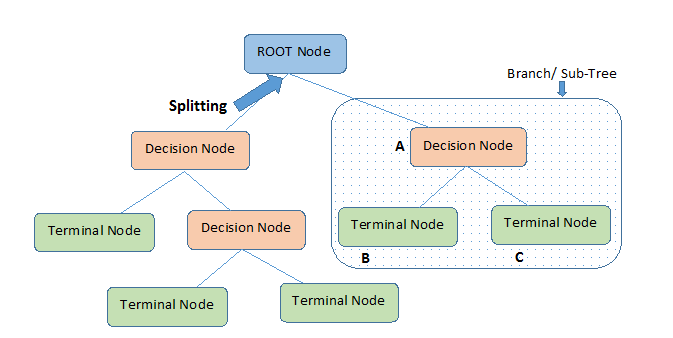 ROOT Node
Branch/ Sub-Tree
Splitting
Decision Node
A
Decision Node
Terminal Node
Decision Node
Terminal Node
Terminal Node
B
C
Terminal Node
Terminal Node